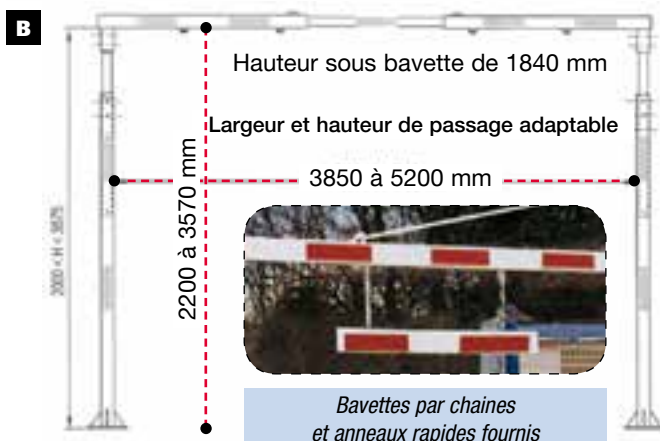 B
Hauteur sous bavette de 1840 mm
Largeur et hauteur de passage adaptable
3850 à 5200 mm
2200 à 3570 mm
Bavettes par chaines
et anneaux rapides fournis